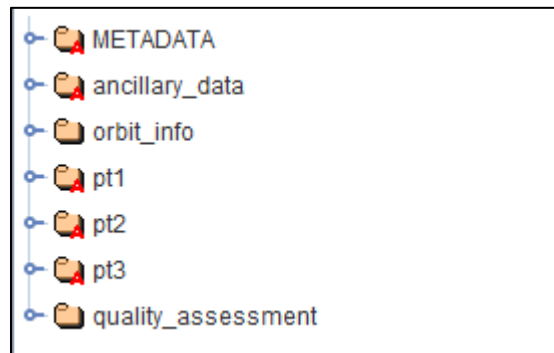 METADATA
ancillary_data
orbit_info
pt1
pt2
pt3
quality_assessment